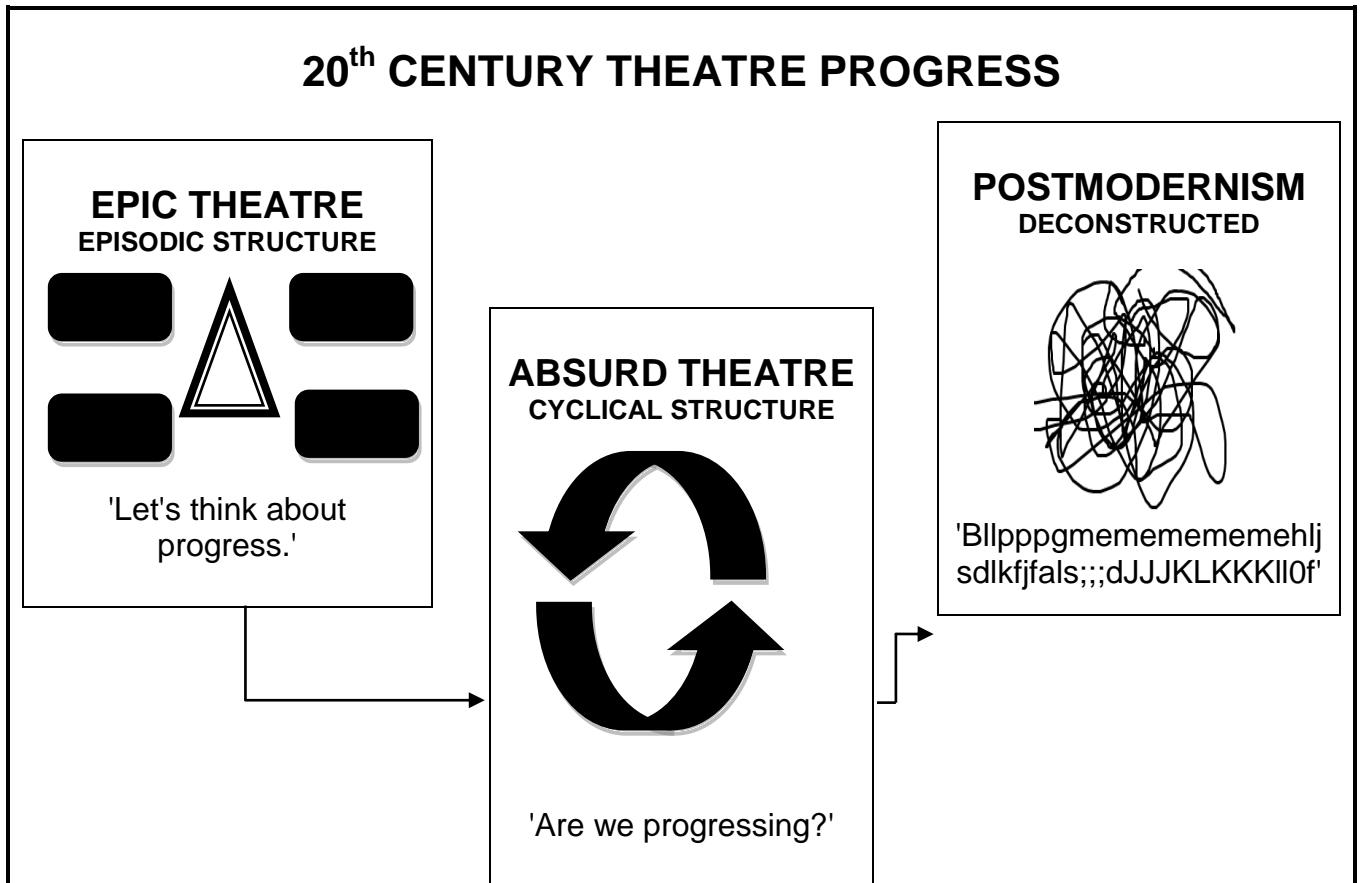 20th CENTURY THEATRE PROGRESS
EPIC THEATRE
EPISODIC STRUCTURE
'Let's think about
progress.'
ABSURD THEATRE
CYCLICAL STRUCTURE
'Are we progressing?'
POSTMODERNISM
DECONSTRUCTED
'Bllpppgmemememememehlj
sdlkfjfals;;;dJJJKLKKKll0f'